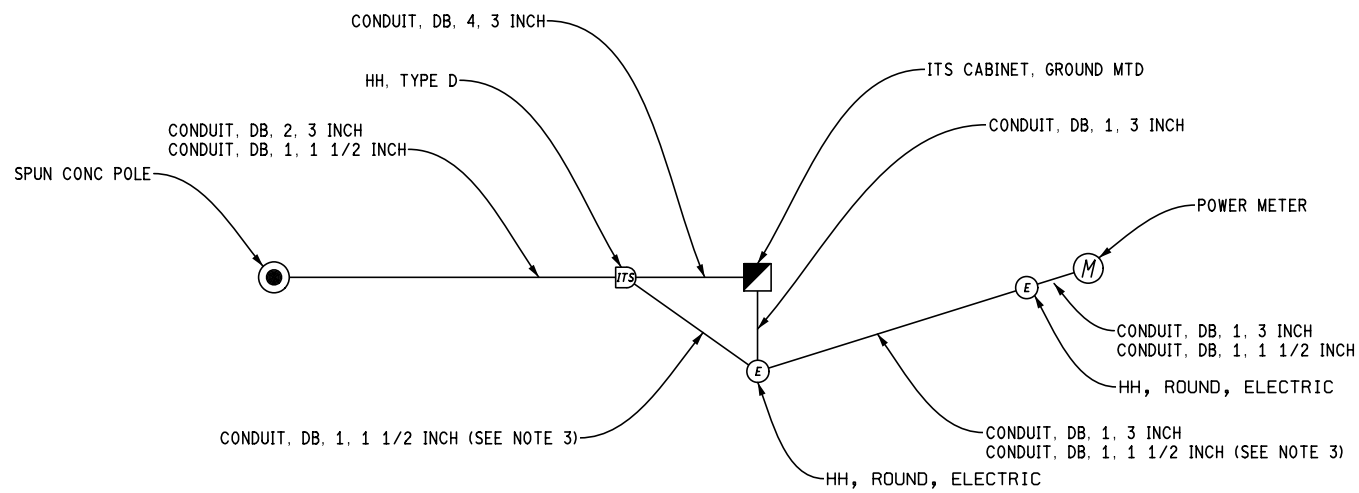 CONDUIT, DB, 4, 3 INCH
ITS CABINET, GROUND MTD
HH, TYPE D
CONDUIT, DB, 1, 3 INCH
CONDUIT, DB, 2, 3 INCH
CONDUIT, DB, 1, 1 1/2 INCH
SPUN CONC POLE
POWER METER
ITS
M
E
CONDUIT, DB, 1, 3 INCH
CONDUIT, DB, 1, 1 1/2 INCH
E
HH, ROUND, ELECTRIC
CONDUIT, DB, 1, 1 1/2 INCH (SEE NOTE 3)
CONDUIT, DB, 1, 3 INCH
CONDUIT, DB, 1, 1 1/2 INCH (SEE NOTE 3)
HH, ROUND, ELECTRIC